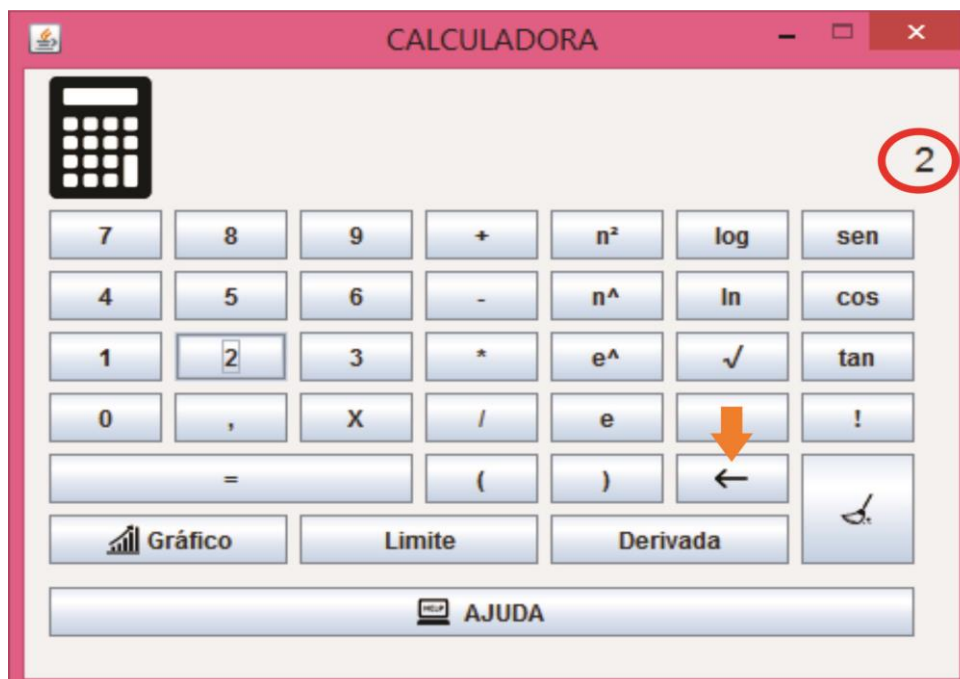 CALCULADORA
2
7 8 9 + n² log sen
4 5 6 - n^ ln cos
1 2 3 * e^ √ tan
0 , X / e !
= ( ) ←
Gráfico Limite Derivada
HELP AJUDA